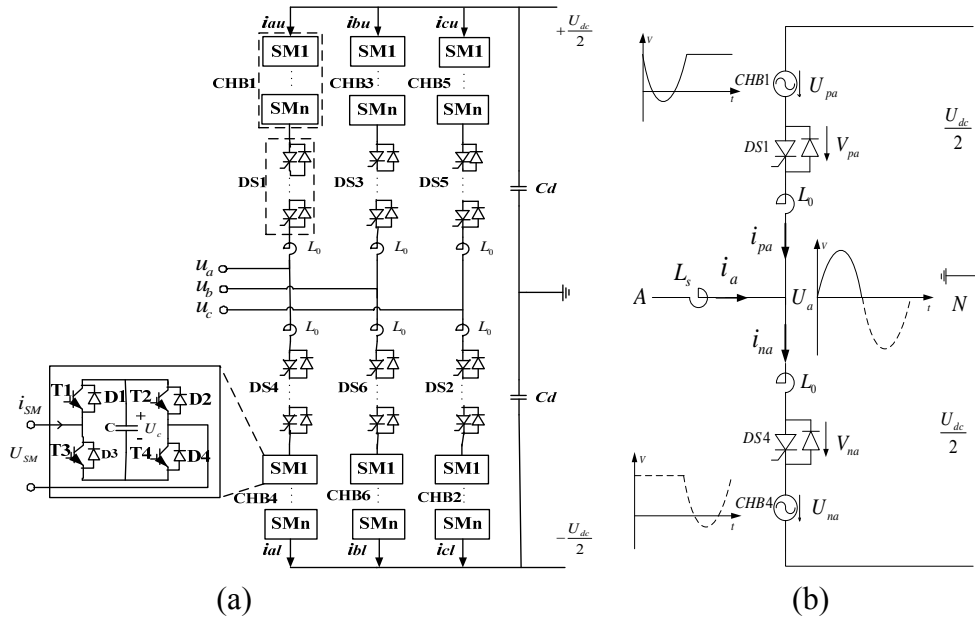 i_au i_bu i_cu
+ U_dc/2
SM1 SM1 SM1
CHB1 CHB3 CHB5
SMn SMn SMn
DS1 DS3 DS5
Cd
L_0 L_0 L_0
u_a
u_b
u_c
L_0 L_0 L_0
DS4 DS6 DS2
Cd
T1 D1 T2 D2
i_SM
C + U_c -
U_SM
T3 D3 T4 D4
SM1 SM1 SM1
CHB4 CHB6 CHB2
SMn SMn SMn
i_al i_bl i_cl
- U_dc/2
(a)
V
t
CHB1 U_pa
U_dc/2
DS1 V_pa
L_0
i_pa
V
A L_s i_a U_a t N
i_na
L_0
U_dc/2
DS4 V_na
V
t
CHB4 U_na
(b)